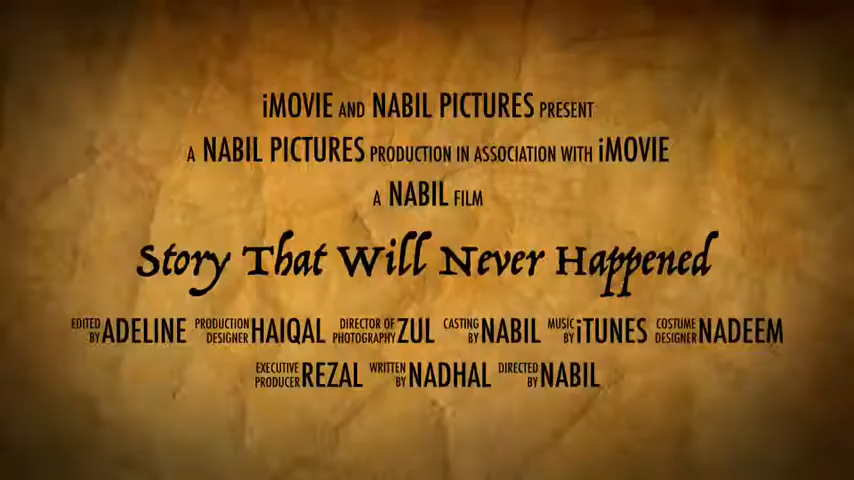 iMOVIE AND NABIL PICTURES PRESENT
A NABIL PICTURES PRODUCTION IN ASSOCIATION WITH iMOVIE
A NABIL FILM
Story That Will Never Happened
EDITED BY ADELINE PRODUCTION DESIGNER HAIQAL DIRECTOR OF PHOTOGRAPHY ZUL CASTING BY NABIL MUSIC BY iTUNES COSTUME DESIGNER NADEEM
EXECUTIVE PRODUCER REZAL WRITTEN BY NADHAL DIRECTED BY NABIL